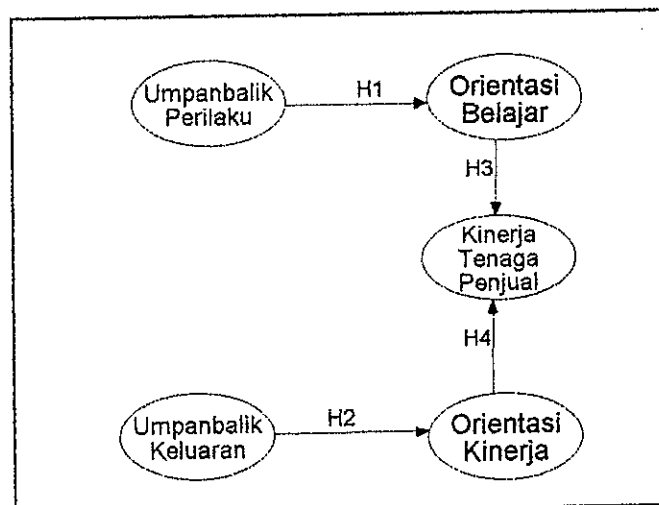 Umpanbalik
Perilaku
H1
Orientasi
Belajar
H3
Kinerja
Tenaga
Penjual
H4
Umpanbalik
Keluaran
H2
Orientasi
Kinerja